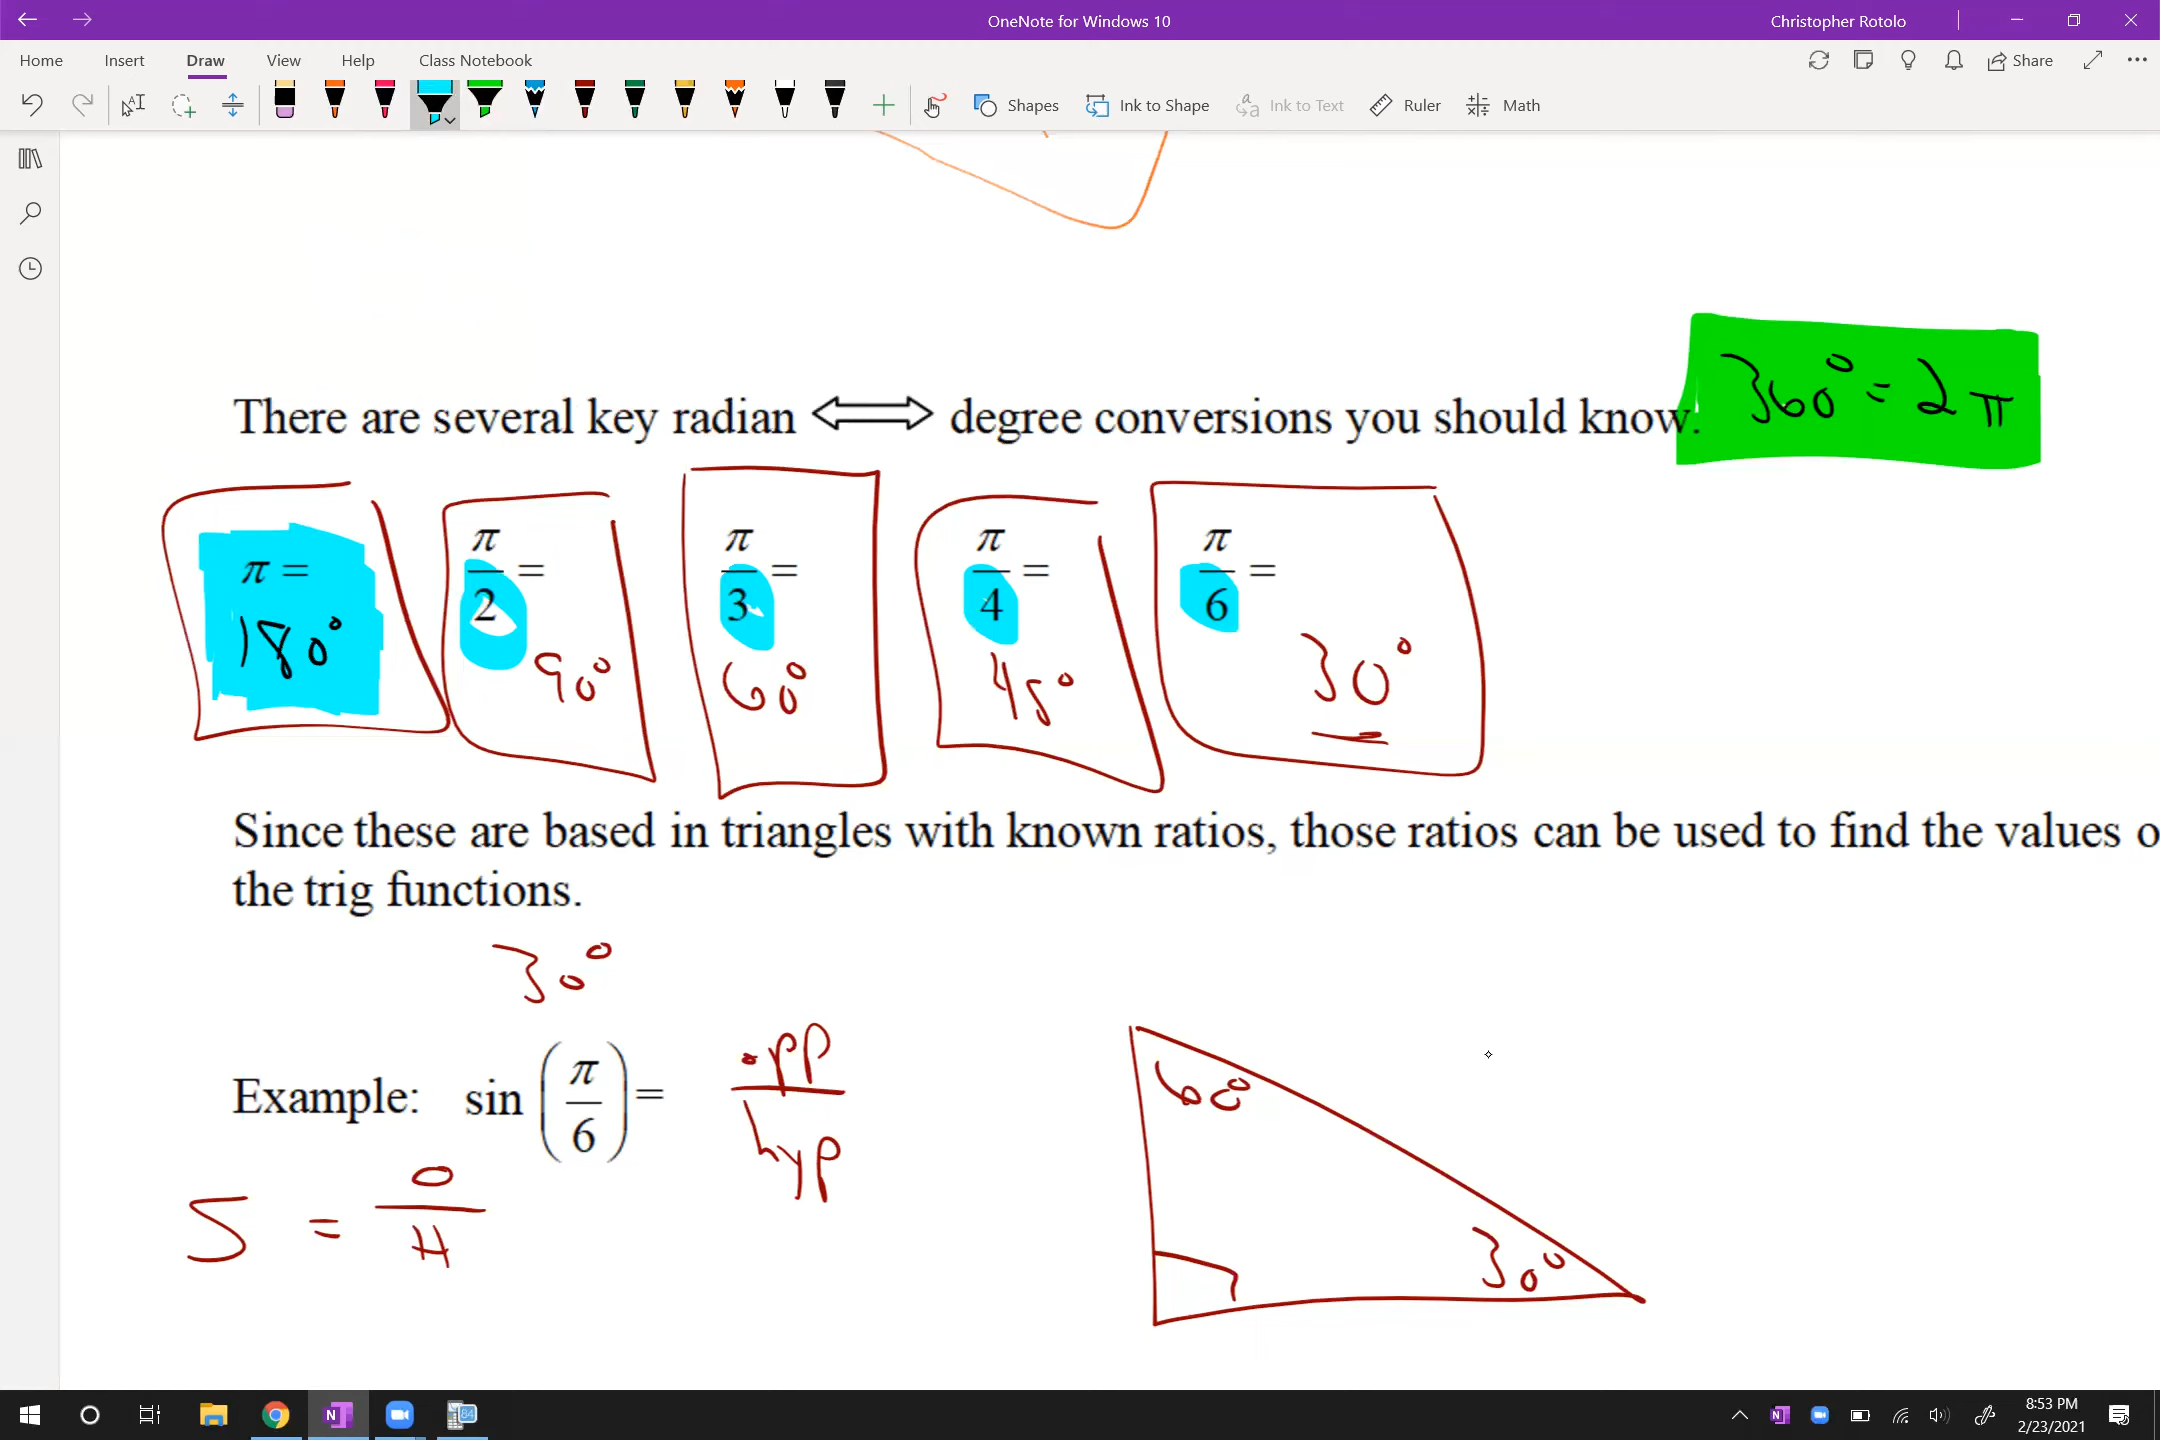 OneNote for Windows 10
Christopher Rotolo
Home Insert Draw View Help Class Notebook
Share
Shapes Ink to Shape Ink to Text Ruler Math
360° = 2π
There are several key radian ⟺ degree conversions you should know.
π = π/2 = π/3 = π/4 = π/6 =
180° 90° 60° 45° 30°
Since these are based in triangles with known ratios, those ratios can be used to find the values o
the trig functions.
30°
Example: sin(π/6) = opp/hyp
S = O/H
60°
30°
84
8:53 PM
2/23/2021